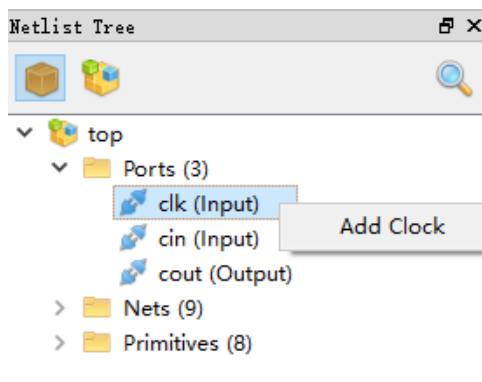 Netlist Tree
top
Ports (3)
clk (Input)
Add Clock
cin (Input)
cout (Output)
Nets (9)
Primitives (8)